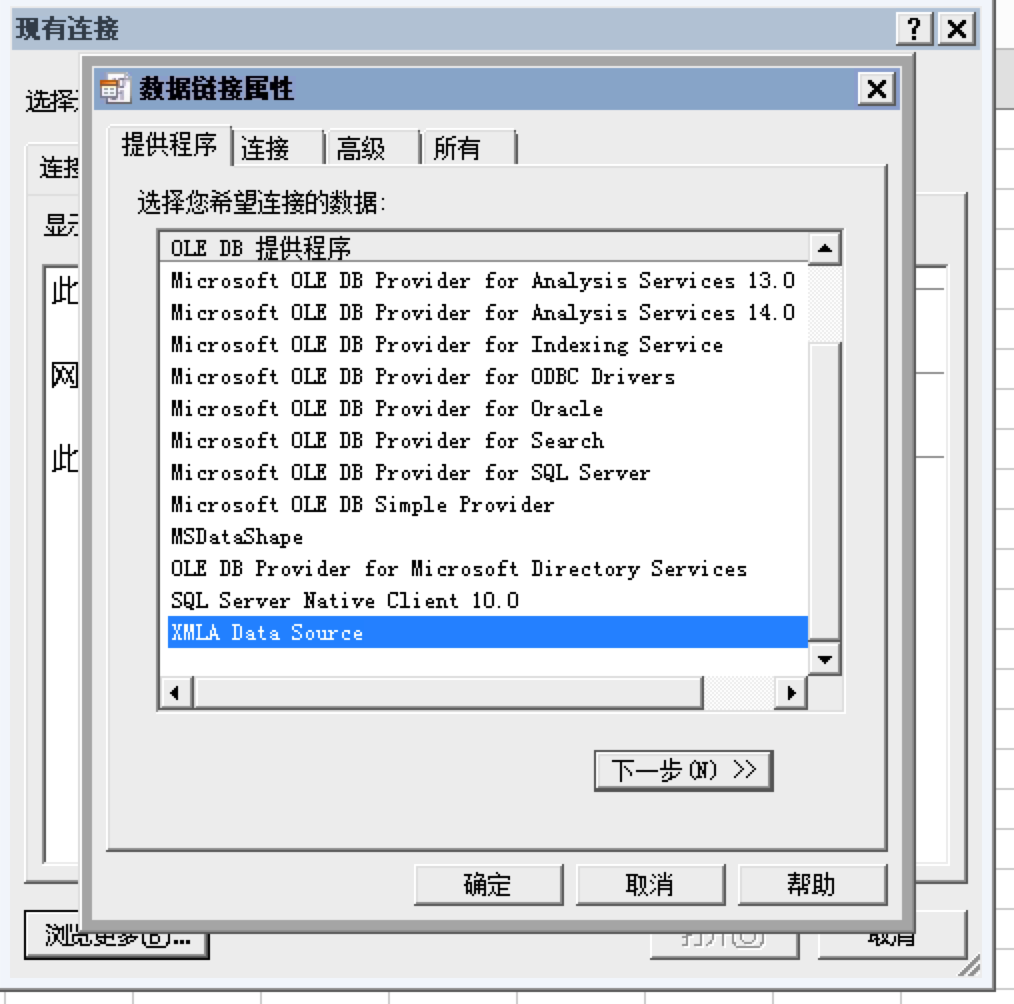 现有连接
数据链接属性
选择
提供程序 连接 高级 所有
连接
选择您希望连接的数据:
显示
OLE DB 提供程序
Microsoft OLE DB Provider for Analysis Services 13.0
此
Microsoft OLE DB Provider for Analysis Services 14.0
Microsoft OLE DB Provider for Indexing Service
网
Microsoft OLE DB Provider for ODBC Drivers
Microsoft OLE DB Provider for Oracle
Microsoft OLE DB Provider for Search
此
Microsoft OLE DB Provider for SQL Server
Microsoft OLE DB Simple Provider
MSDataShape
OLE DB Provider for Microsoft Directory Services
SQL Server Native Client 10.0
XMLA Data Source
下一步(N) >>
确定 取消 帮助
浏览更多(B)... 打开(O) 取消